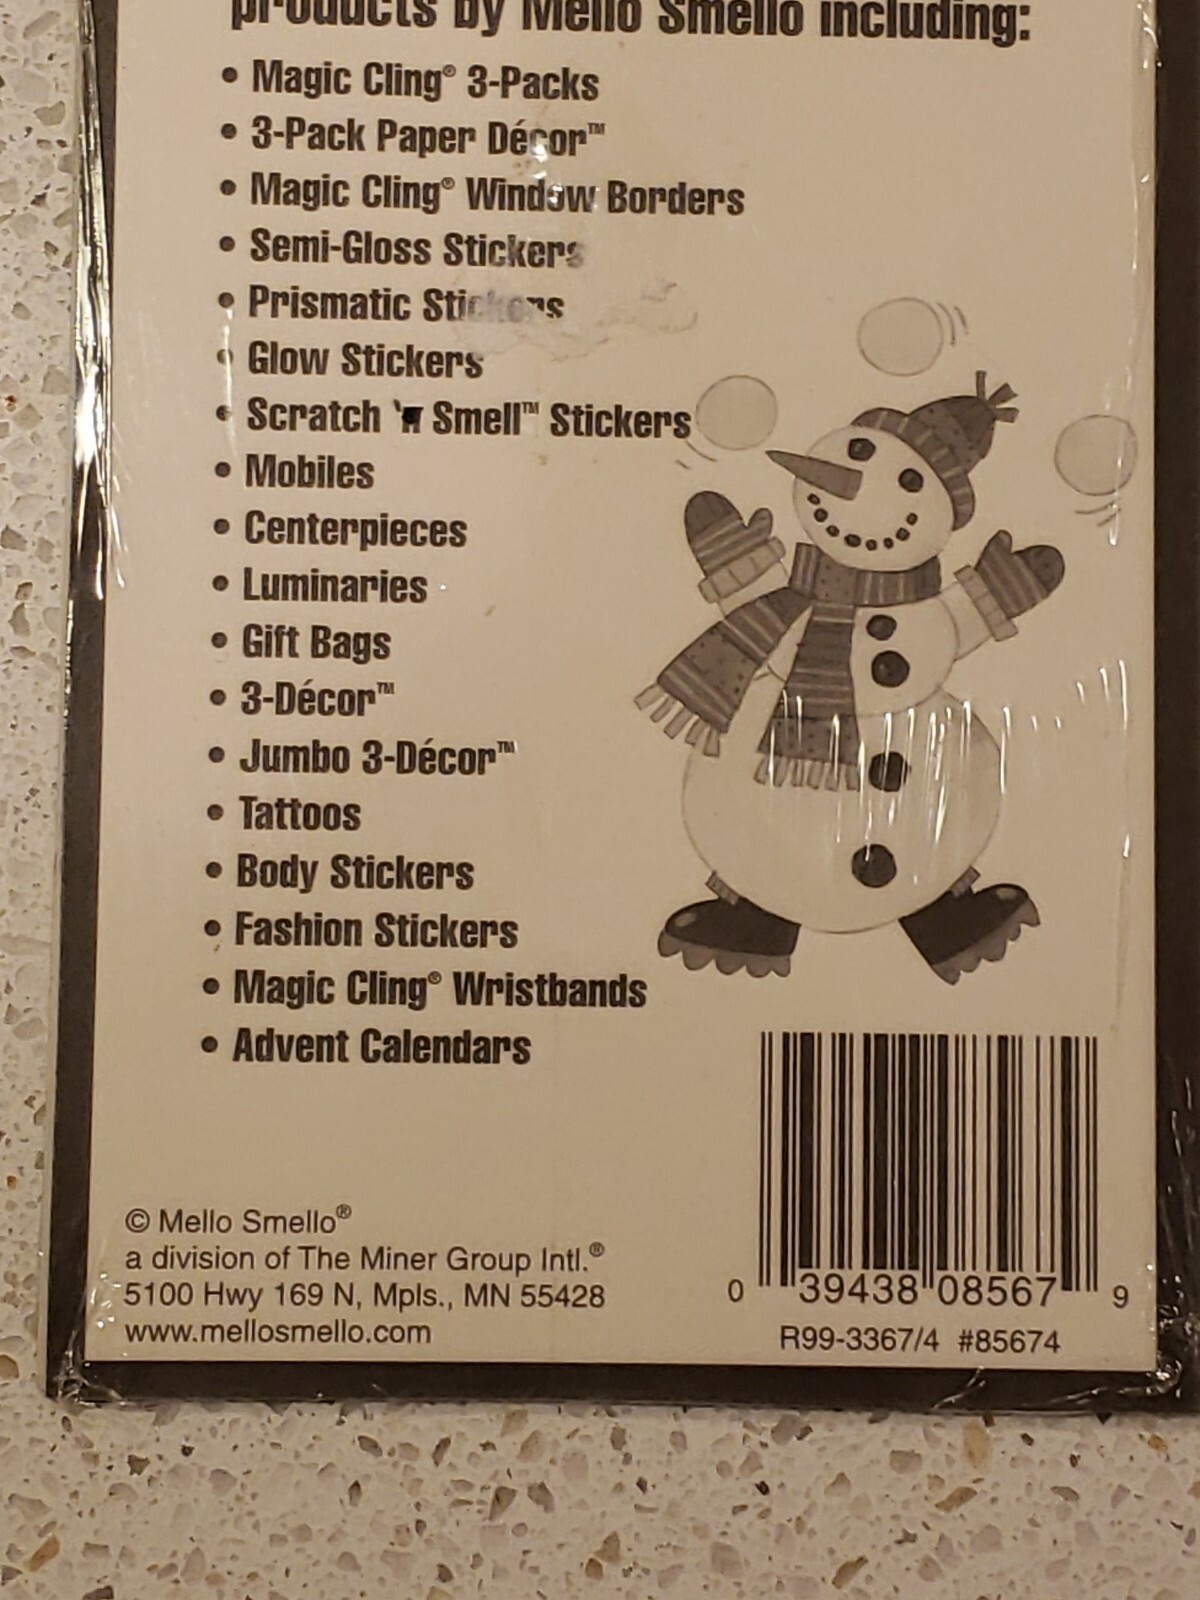 products by Mello Smello including:
• Magic Cling® 3-Packs
• 3-Pack Paper Décor™
• Magic Cling® Window Borders
• Semi-Gloss Stickers
• Prismatic Stickers
• Glow Stickers
• Scratch 'n Smell™ Stickers
• Mobiles
• Centerpieces
• Luminaries
• Gift Bags
• 3-Décor™
• Jumbo 3-Décor™
• Tattoos
• Body Stickers
• Fashion Stickers
• Magic Cling® Wristbands
• Advent Calendars
© Mello Smello®
a division of The Miner Group Intl.®
5100 Hwy 169 N, Mpls., MN 55428
www.mellosmello.com
0 39438 08567 9
R99-3367/4 #85674